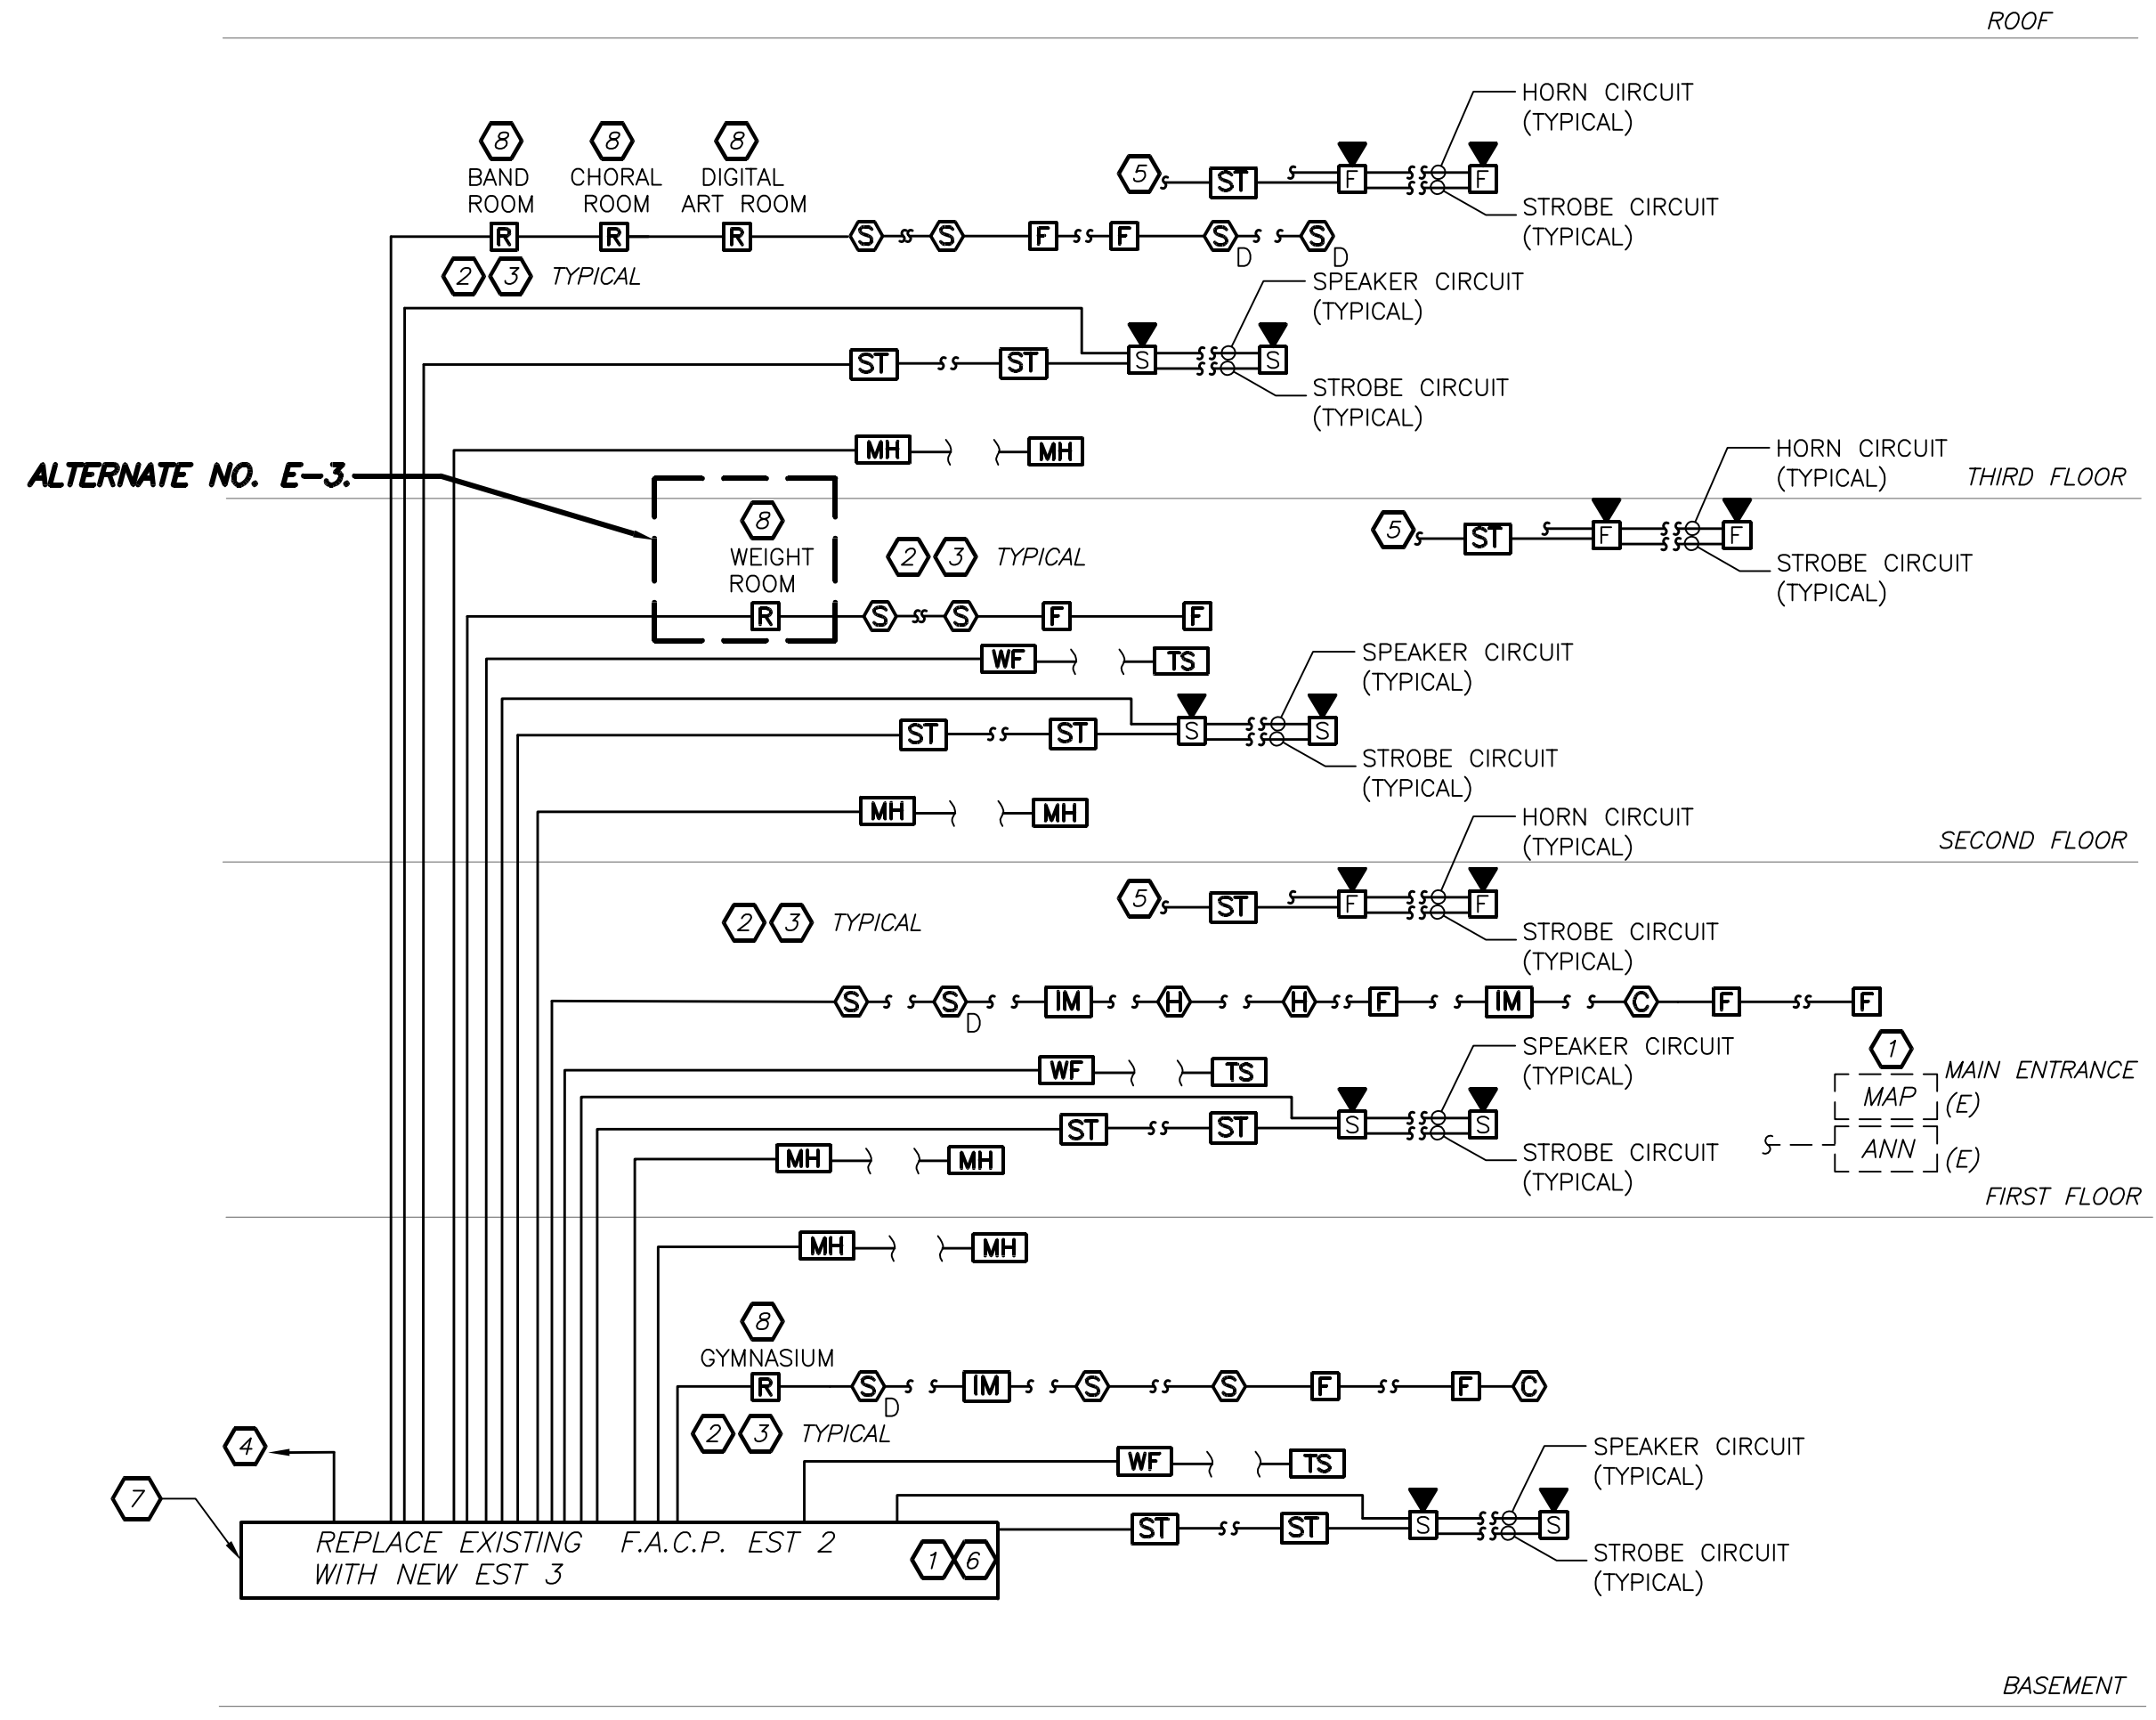 ROOF
HORN CIRCUIT
(TYPICAL)
8 8 8
BAND CHORAL DIGITAL
ROOM ROOM ART ROOM
5 ST F F
STROBE CIRCUIT
(TYPICAL)
R R R S S F F S S
D D
2 3 TYPICAL
SPEAKER CIRCUIT
(TYPICAL)
ST ST S S
STROBE CIRCUIT
(TYPICAL)
MH MH
HORN CIRCUIT
(TYPICAL)
THIRD FLOOR
ALTERNATE NO. E-3.
8
WEIGHT
ROOM
2 3 TYPICAL
5 ST F F
STROBE CIRCUIT
(TYPICAL)
R S S F F
WF TS
SPEAKER CIRCUIT
(TYPICAL)
ST ST S S
STROBE CIRCUIT
(TYPICAL)
MH MH
HORN CIRCUIT
(TYPICAL)
SECOND FLOOR
2 3 TYPICAL
5 ST F F
STROBE CIRCUIT
(TYPICAL)
S S IM H H F IM C F F
D
WF TS
SPEAKER CIRCUIT
(TYPICAL)
1
MAIN ENTRANCE
MAP (E)
ANN (E)
ST ST S S
STROBE CIRCUIT
(TYPICAL)
MH MH
FIRST FLOOR
MH MH
8
GYMNASIUM
R S IM S S F F C
D
2 3 TYPICAL
4
WF TS
SPEAKER CIRCUIT
(TYPICAL)
7
ST ST S S
STROBE CIRCUIT
(TYPICAL)
REPLACE EXISTING F.A.C.P. EST 2
WITH NEW EST 3
1 6
BASEMENT